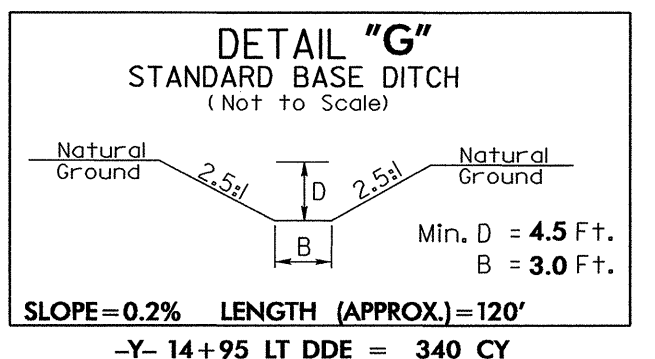 DETAIL "G"
STANDARD BASE DITCH
(Not to Scale)
Natural
Ground
2.5:1
D
2.5:1
Natural
Ground
B
Min. D = 4.5 Ft.
B = 3.0 Ft.
SLOPE=0.2% LENGTH (APPROX.)=120'
-Y- 14+95 LT DDE = 340 CY